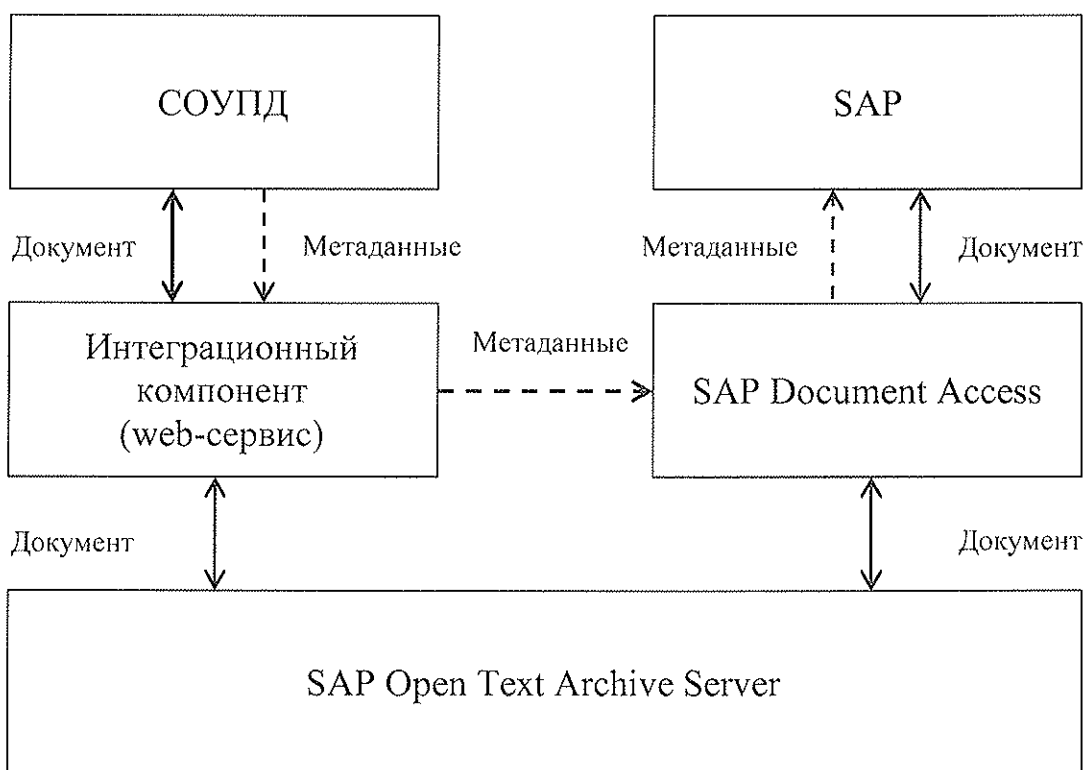 СОУПД
SAP
Документ
Метаданные
Метаданные
Документ
Интеграционный
компонент
(web-сервис)
Метаданные
SAP Document Access
Документ
Документ
SAP Open Text Archive Server